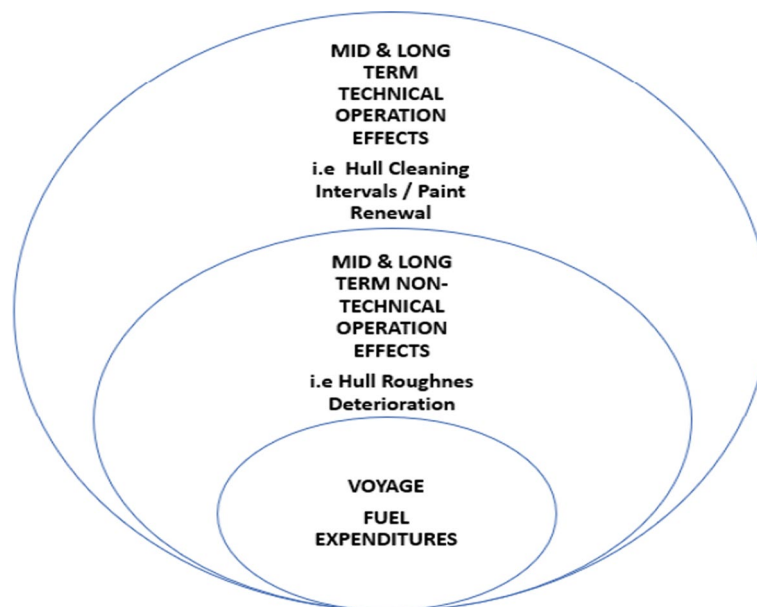 MID & LONG
TERM
TECHNICAL
OPERATION
EFFECTS
i.e Hull Cleaning
Intervals / Paint
Renewal
MID & LONG
TERM NON-
TECHNICAL
OPERATION
EFFECTS
i.e Hull Roughnes
Deterioration
VOYAGE
FUEL
EXPENDITURES